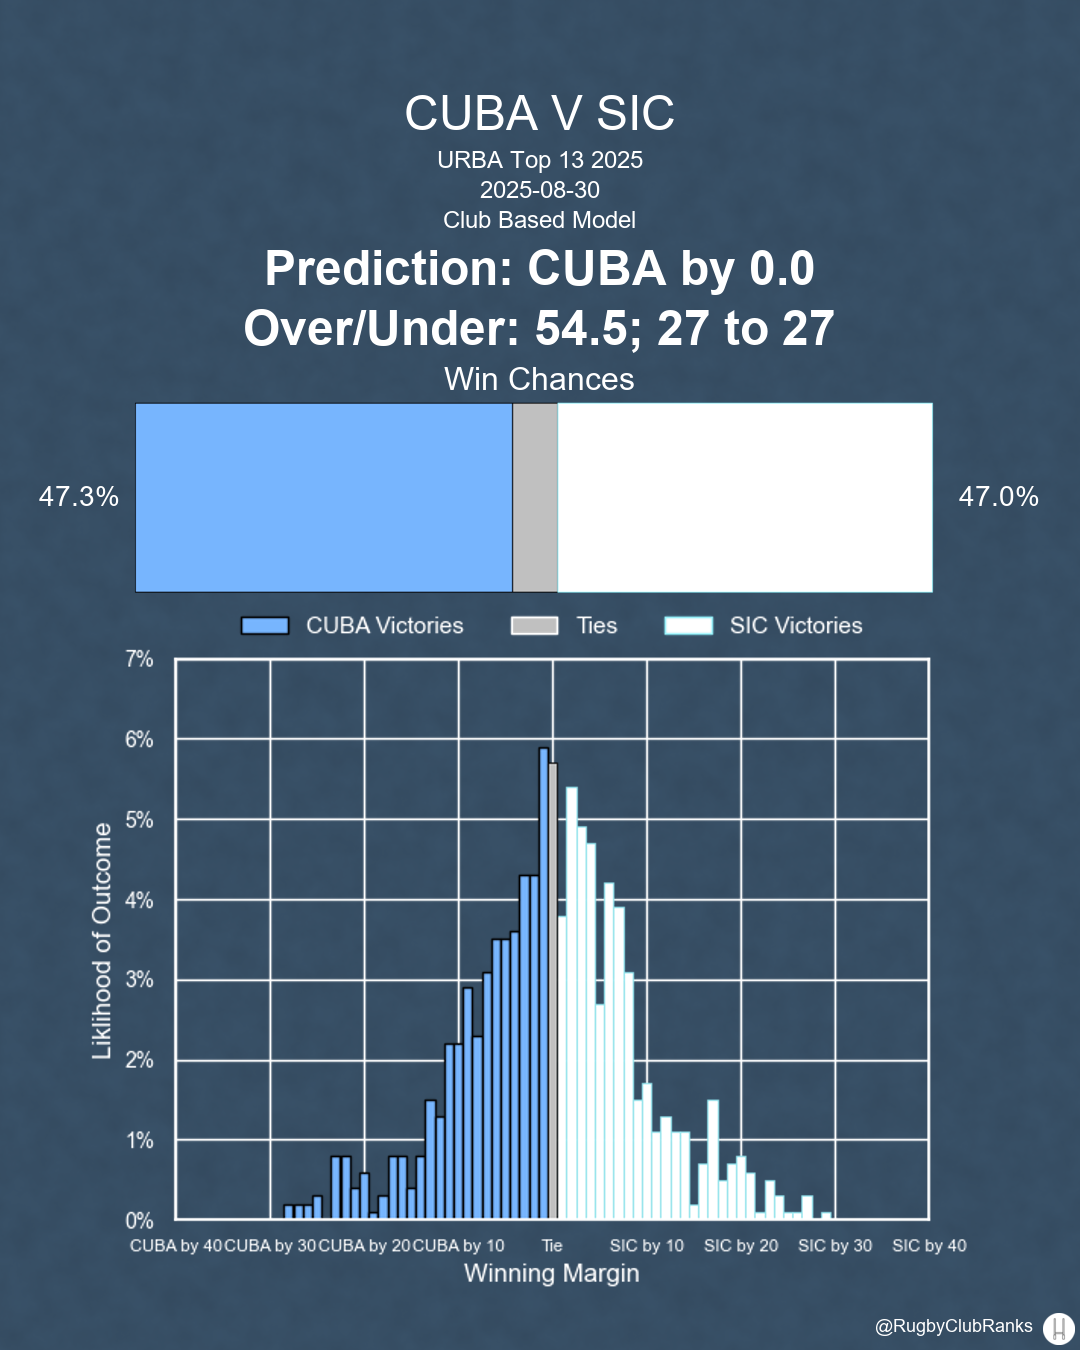 CUBA V SIC
URBA Top 13 2025
2025-08-30
Club Based Model
Prediction: CUBA by 0.0
Over/Under: 54.5; 27 to 27
Win Chances
47.3%
47.0%
CUBA Victories
Ties
SIC Victories
7%
6%
5%
4%
3%
2%
1%
0%
Liklihood of Outcome
CUBA by 40
CUBA by 30
CUBA by 20
CUBA by 10
Tie
SIC by 10
SIC by 20
SIC by 30
SIC by 40
Winning Margin
@RugbyClubRanks